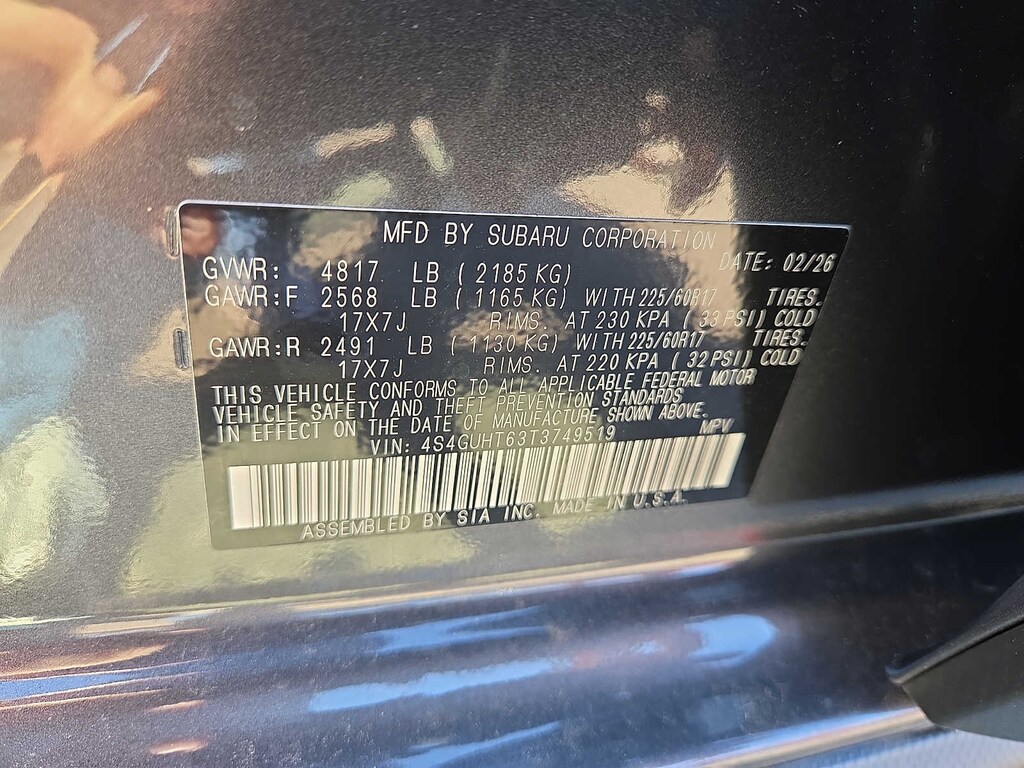 MFD BY SUBARU CORPORATION
DATE: 02/26
GVWR: 4817 LB ( 2185 KG)
GAWR:F 2568 LB ( 1165 KG) WITH 225/60R17 TIRES.
17X7J RIMS. AT 230 KPA ( 33 PSI) COLD
GAWR:R 2491 LB ( 1130 KG) WITH 225/60R17 TIRES.
17X7J RIMS. AT 220 KPA ( 32 PSI) COLD
THIS VEHICLE CONFORMS TO ALL APPLICABLE FEDERAL MOTOR
VEHICLE SAFETY AND THEFT PREVENTION STANDARDS
IN EFFECT ON THE DATE OF MANUFACTURE SHOWN ABOVE.
VIN: 4S4GUHT63T3749519 MPV
ASSEMBLED BY SIA INC. MADE IN U.S.A.